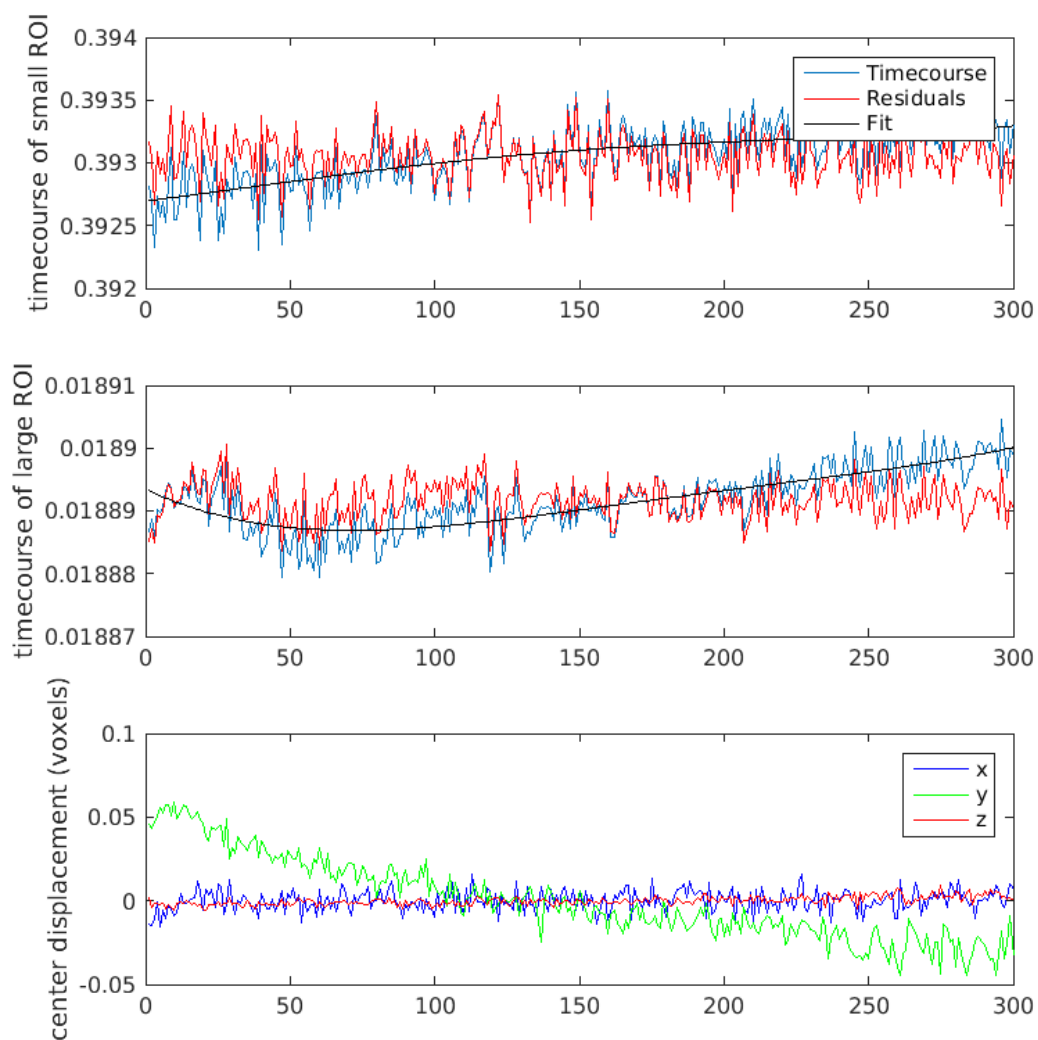 timecourse of small ROI
0.394
0.3935
0.393
0.3925
0.392
Timecourse
Residuals
Fit
0 50 100 150 200 250 300
timecourse of large ROI
0.01891
0.0189
0.01889
0.01888
0.01887
0 50 100 150 200 250 300
center displacement (voxels)
0.1
0.05
0
-0.05
x
y
z
0 50 100 150 200 250 300